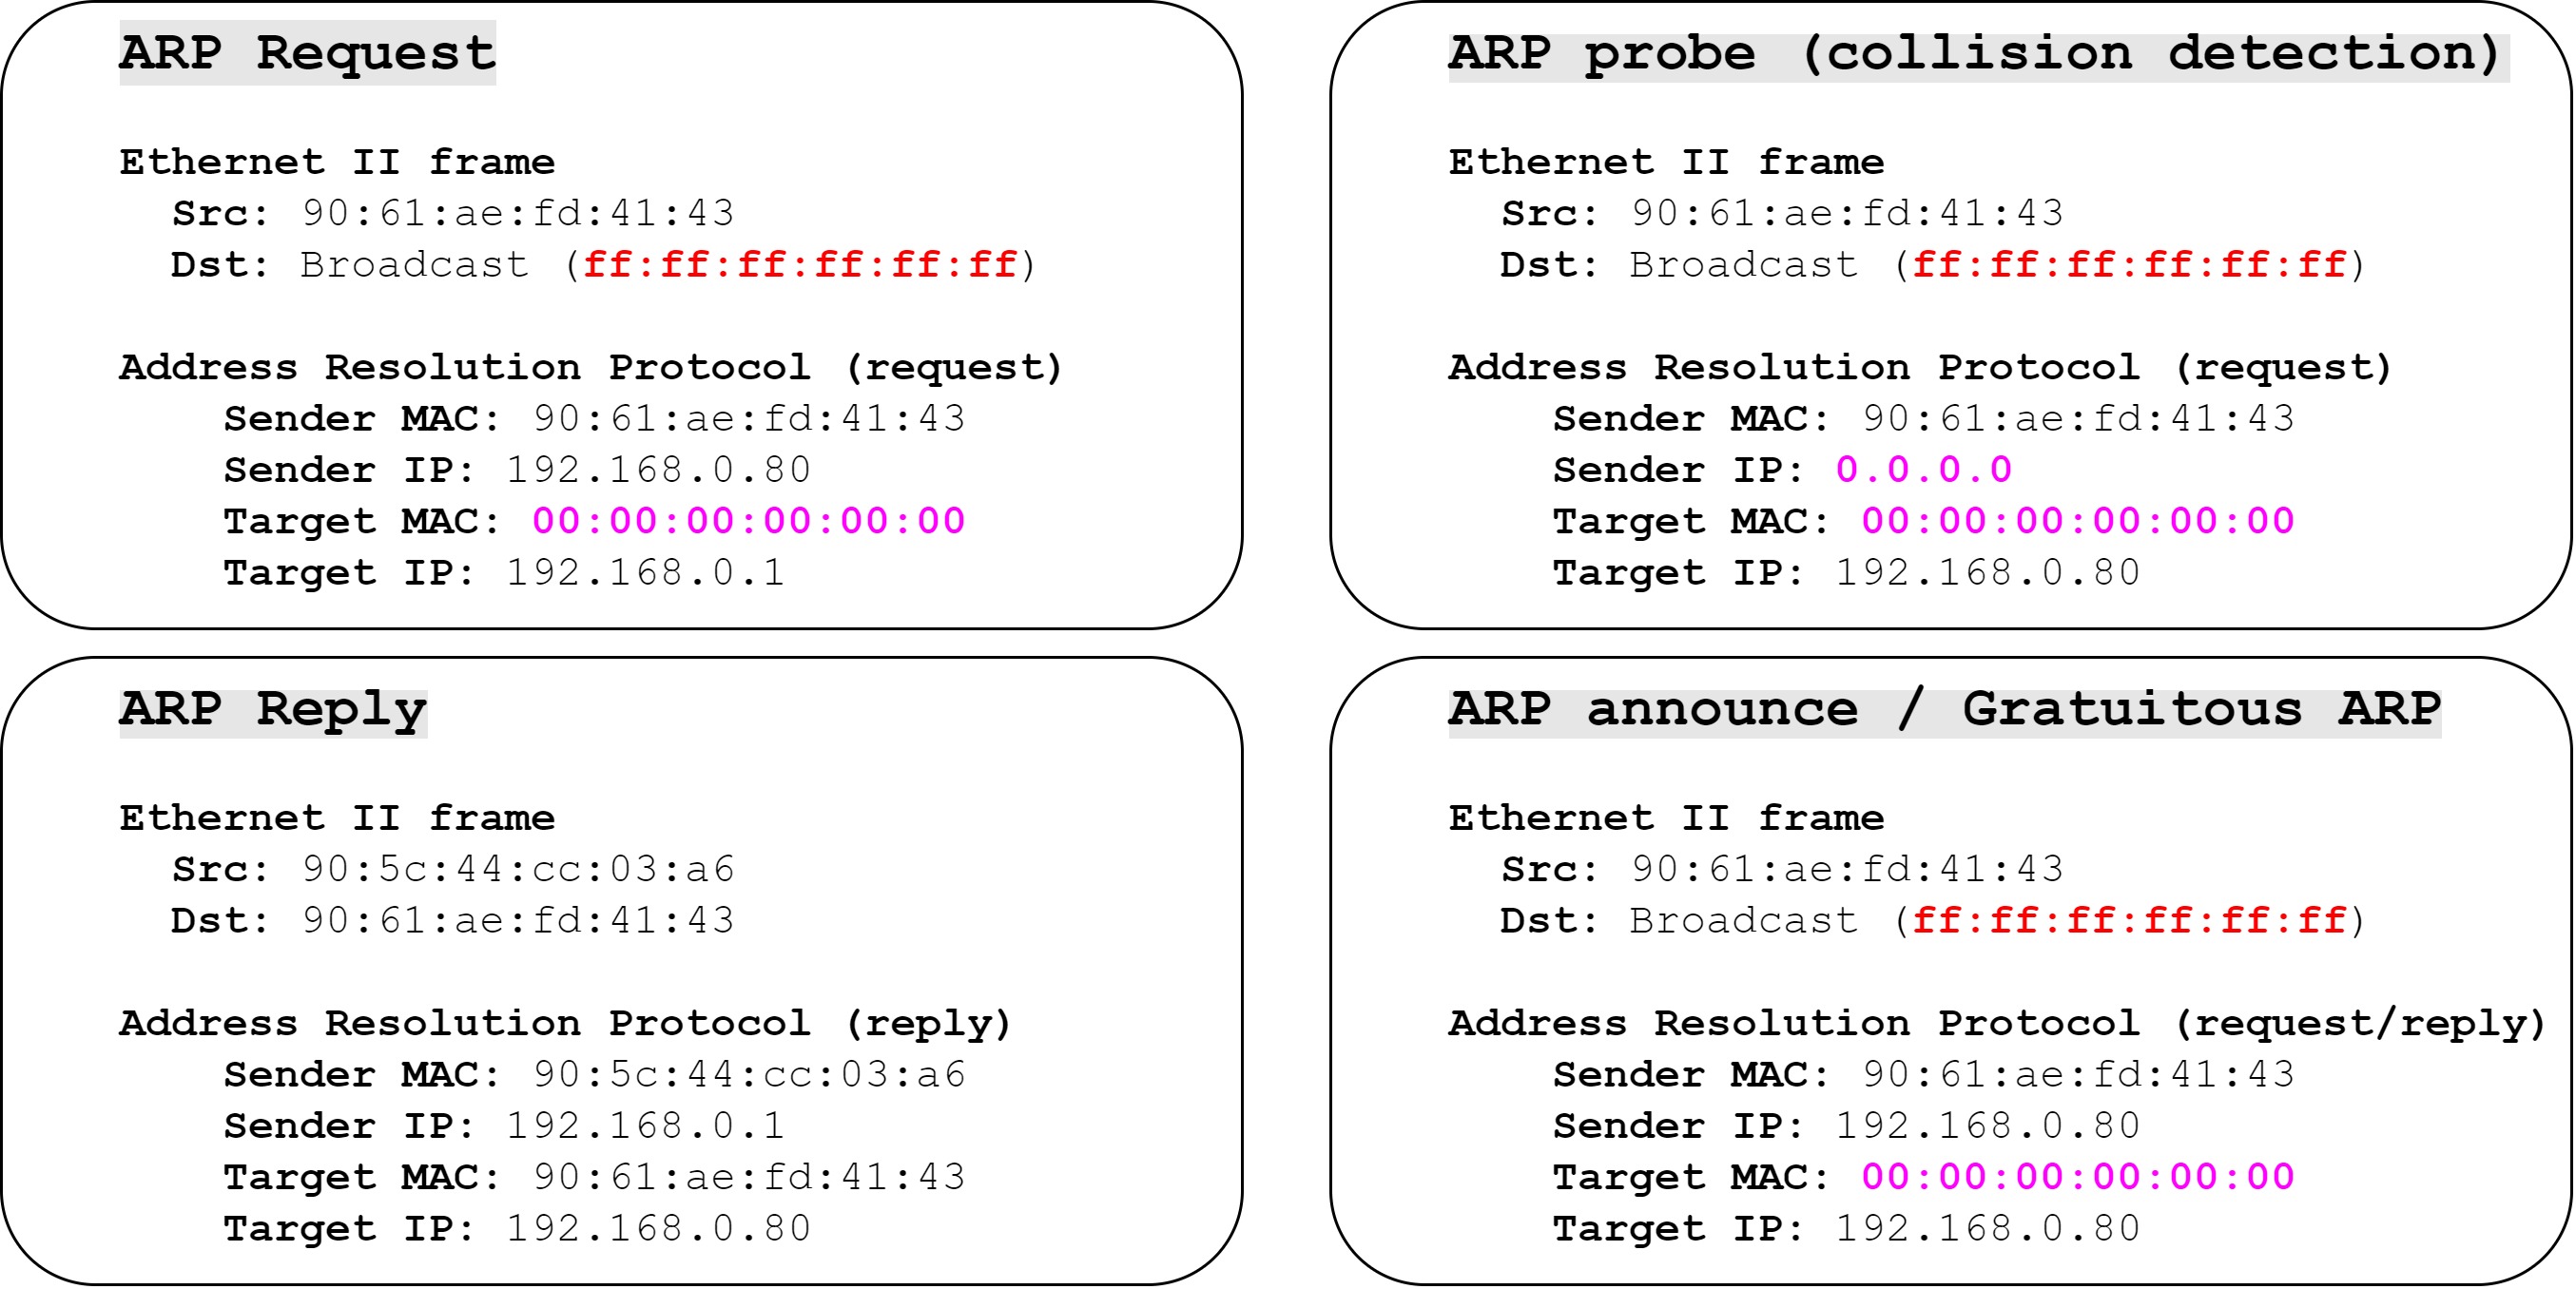 ARP Request
Ethernet II frame
Src: 90:61:ae:fd:41:43
Dst: Broadcast (ff:ff:ff:ff:ff:ff)
Address Resolution Protocol (request)
Sender MAC: 90:61:ae:fd:41:43
Sender IP: 192.168.0.80
Target MAC: 00:00:00:00:00:00
Target IP: 192.168.0.1
ARP probe (collision detection)
Ethernet II frame
Src: 90:61:ae:fd:41:43
Dst: Broadcast (ff:ff:ff:ff:ff:ff)
Address Resolution Protocol (request)
Sender MAC: 90:61:ae:fd:41:43
Sender IP: 0.0.0.0
Target MAC: 00:00:00:00:00:00
Target IP: 192.168.0.80
ARP Reply
Ethernet II frame
Src: 90:5c:44:cc:03:a6
Dst: 90:61:ae:fd:41:43
Address Resolution Protocol (reply)
Sender MAC: 90:5c:44:cc:03:a6
Sender IP: 192.168.0.1
Target MAC: 90:61:ae:fd:41:43
Target IP: 192.168.0.80
ARP announce / Gratuitous ARP
Ethernet II frame
Src: 90:61:ae:fd:41:43
Dst: Broadcast (ff:ff:ff:ff:ff:ff)
Address Resolution Protocol (request/reply)
Sender MAC: 90:61:ae:fd:41:43
Sender IP: 192.168.0.80
Target MAC: 00:00:00:00:00:00
Target IP: 192.168.0.80